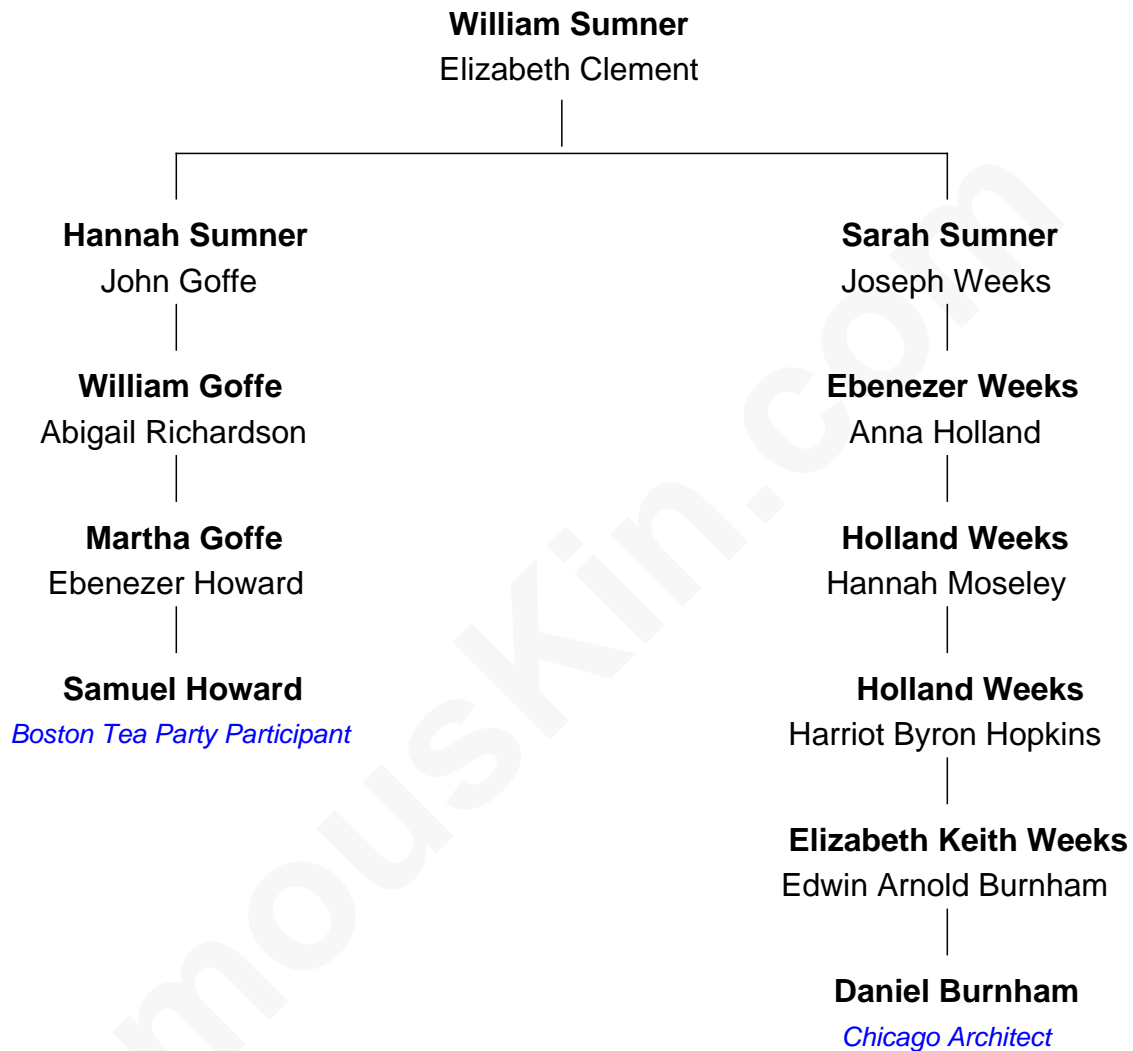 William Sumner
Elizabeth Clement
Hannah Sumner
John Goffe
William Goffe
Abigail Richardson
Martha Goffe
Ebenezer Howard
Samuel Howard
Boston Tea Party Participant
Sarah Sumner
Joseph Weeks
Ebenezer Weeks
Anna Holland
Holland Weeks
Hannah Moseley
Holland Weeks
Harriot Byron Hopkins
Elizabeth Keith Weeks
Edwin Arnold Burnham
Daniel Burnham
Chicago Architect
mousKin.com